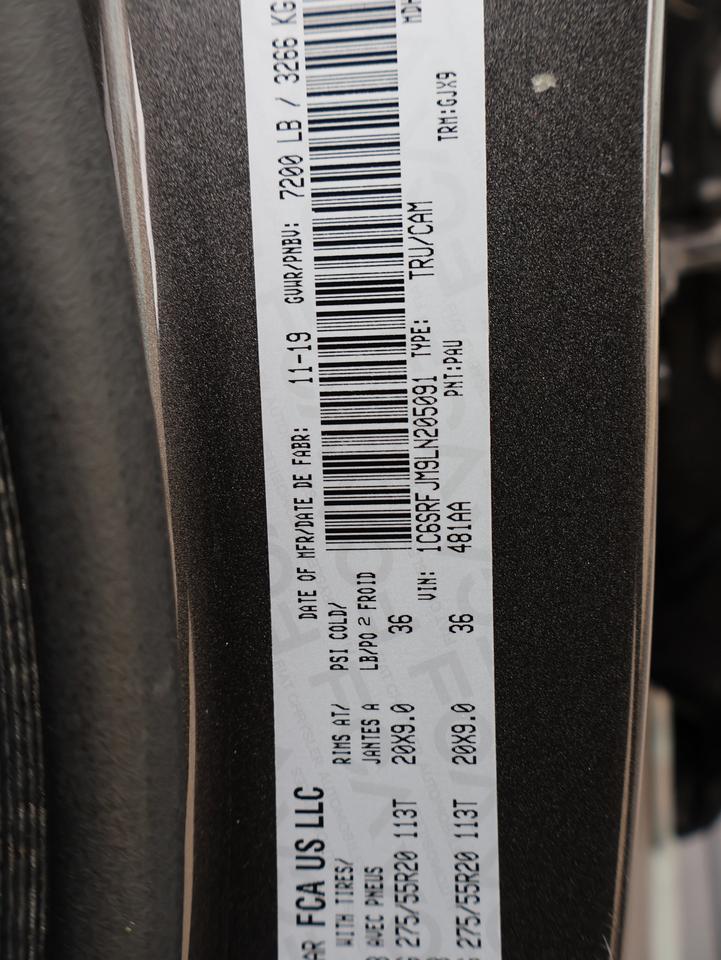 FCA US LLC
DATE OF MFR/DATE DE FABR: 11-19 GVWR/PNBV: 7200 LB / 3266 KG
WITH TIRES/ RIMS AT/ PSI COLD/
AVEC PNEUS JANTES A LB/PO 2 FROID
275/55R20 113T 20X9.0 36
VIN: 1C6SRFJM9LN205091 TYPE: TRU/CAM
481AA PNT:PAU TRM:GJX9
275/55R20 113T 20X9.0 36